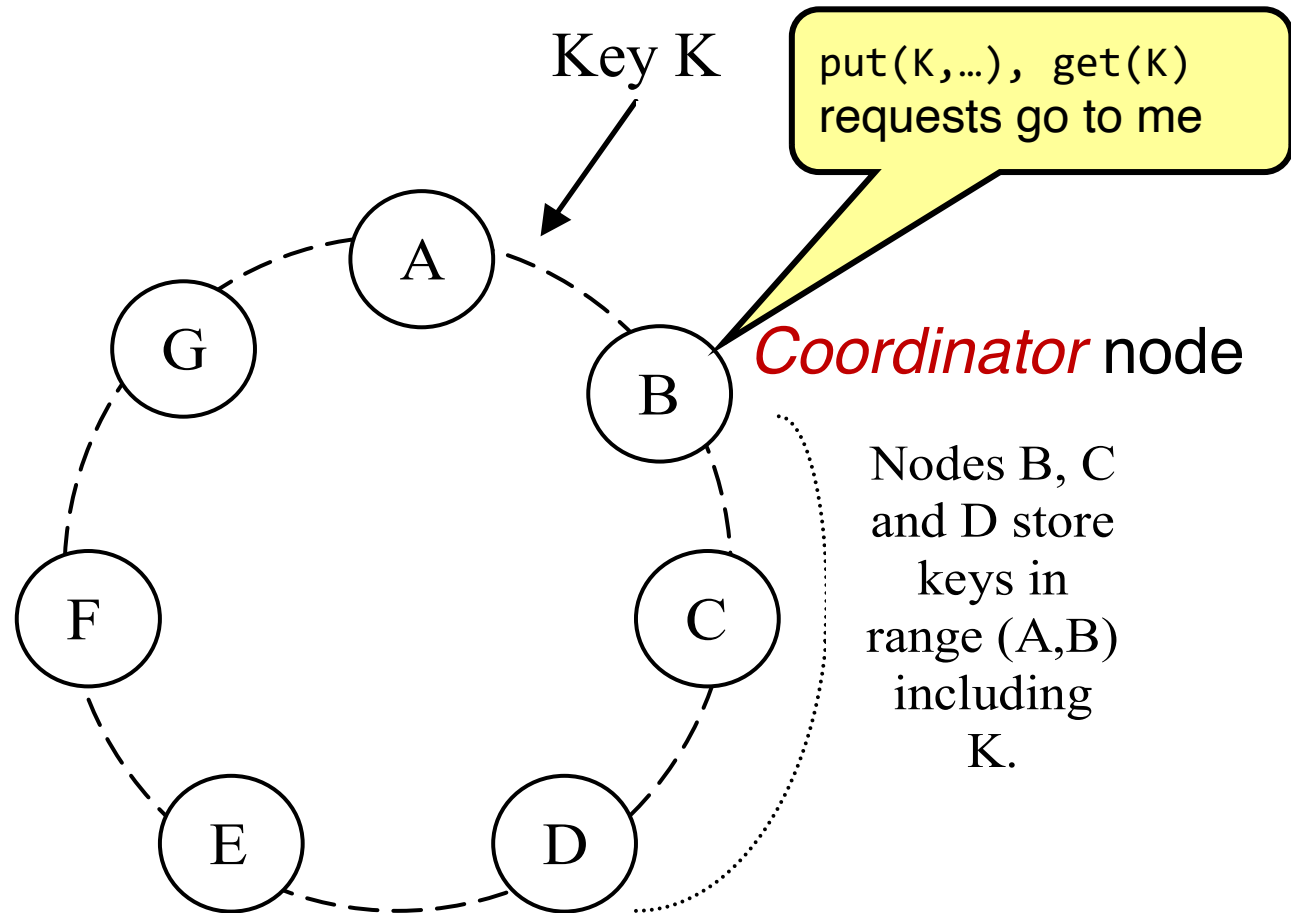 Key K
put(K,…), get(K)
requests go to me
A
G
B
Coordinator node
Nodes B, C
and D store
keys in
range (A,B)
including
K.
F
C
E
D